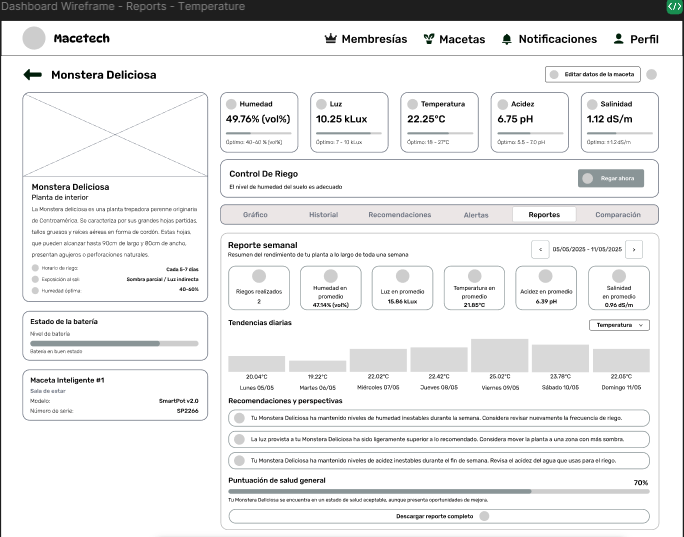 Dashboard Wireframe - Reports - Temperature
Macetech
Membresías
Macetas
Notificaciones
Perfil
Monstera Deliciosa
Editar datos de la maceta
Monstera Deliciosa
Planta de interior
La Monstera deliciosa es una planta trepadora perenne originaria
de Centroamérica. Se caracteriza por sus grandes hojas partidas,
tallos gruesos y raíces aéreas en forma de cordón. Estas hojas,
que pueden alcanzar hasta 90cm de largo y 80cm de ancho,
presentan agujeros o perforaciones naturales.
Horario de riego:
Cada 5-7 días
Exposición al sol:
Sombra parcial / Luz indirecta
Humedad óptima:
40-60%
Estado de la batería
Nivel de batería
Batería en buen estado
Maceta Inteligente #1
Sala de estar
Modelo:
SmartPot v2.0
Número de serie:
SP2266
Humedad
49.76% (vol%)
Óptimo: 40-60 % (vol%)
Luz
10.25 kLux
Óptimo: 7 - 10 kLux
Temperatura
22.25°C
Óptimo: 18 - 27°C
Acidez
6.75 pH
Óptimo: 5.5 - 7.0 pH
Salinidad
1.12 dS/m
Control De Riego
El nivel de humedad del suelo es adecuado
Regar ahora
Gráfico
Historial
Recomendaciones
Alertas
Reportes
Comparación
Reporte semanal
Resumen del rendimiento de tu planta a lo largo de toda una semana
<
05/05/2025 - 11/05/2025
>
Riegos realizados
2
Humedad en
promedio
47.14% (vol%)
Luz en promedio
15.86 kLux
Temperatura en
promedio
21.85°C
Acidez en promedio
6.39 pH
Salinidad
en promedio
0.96 dS/m
Tendencias diarias
Temperatura
20.04°C
19.22°C
22.02°C
22.42°C
25.02°C
23.78°C
22.05°C
Lunes 05/05
Martes 06/05
Miércoles 07/05
Jueves 08/05
Viernes 09/05
Sábado 10/05
Domingo 11/05
Recomendaciones y perspectivas
Tu Monstera Deliciosa ha mantenido niveles de humedad inestables durante la semana. Considera revisar nuevamente la frecuencia de riego.
La luz provista a tu Monstera Deliciosa ha sido ligeramente superior a lo recomendado. Considera mover la planta a una zona con más sombra.
Tu Monstera Deliciosa ha mantenido niveles de acidez inestables durante el fin de semana. Revisa el acidez del agua que usas para el riego.
Puntuación de salud general
70%
Tu Monstera Deliciosa se encuentra en un estado de salud aceptable, aunque presenta oportunidades de mejora.
Descargar reporte completo